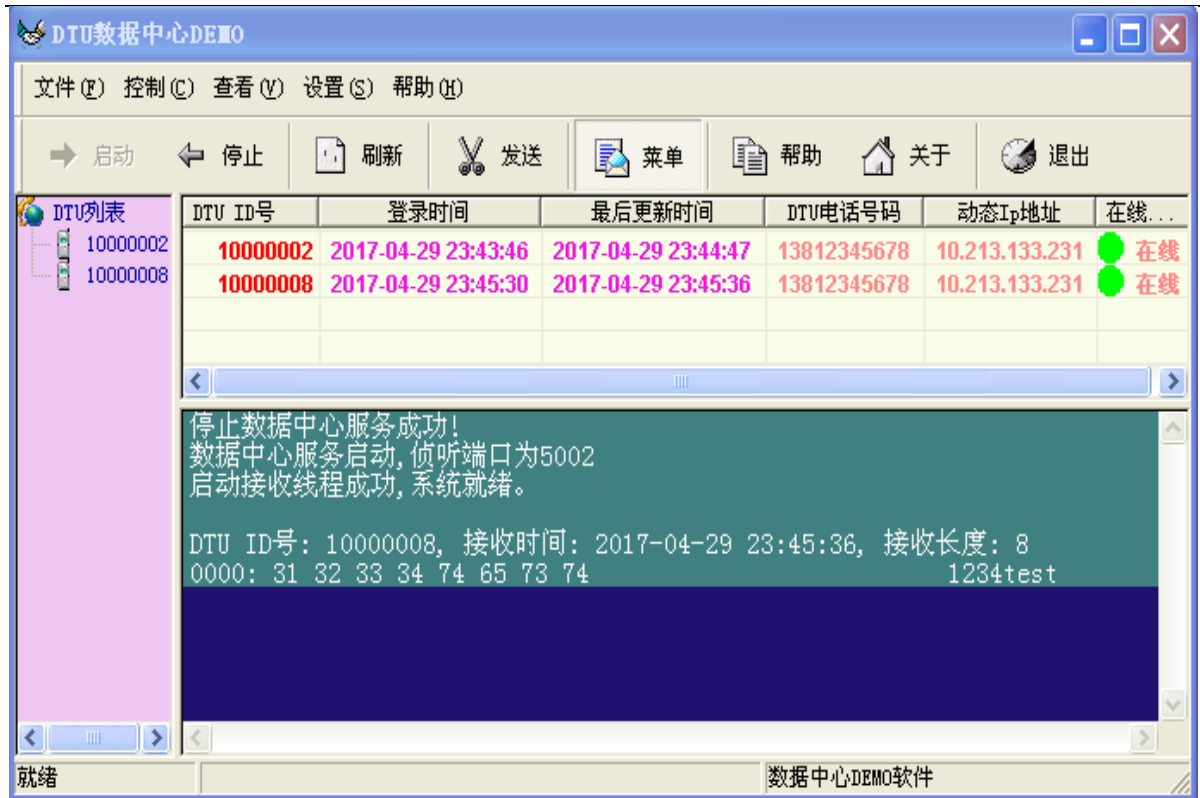 DTU数据中心DEMO
文件(F) 控制(C) 查看(V) 设置(S) 帮助(H)
启动 停止 刷新 发送 菜单 帮助 关于 退出
DTU列表
10000002
10000008
DTU ID号 登录时间 最后更新时间 DTU电话号码 动态Ip地址 在线...
10000002 2017-04-29 23:43:46 2017-04-29 23:44:47 13812345678 10.213.133.231 在线
10000008 2017-04-29 23:45:30 2017-04-29 23:45:36 13812345678 10.213.133.231 在线
停止数据中心服务成功!
数据中心服务启动,侦听端口为5002
启动接收线程成功,系统就绪。
DTU ID号: 10000008, 接收时间: 2017-04-29 23:45:36, 接收长度: 8
0000: 31 32 33 34 74 65 73 74 1234test
就绪 数据中心DEMO软件